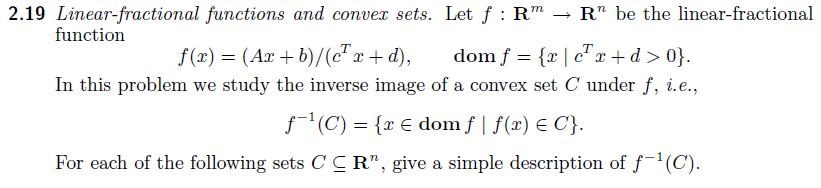 2.19 Linear-fractional functions and convex sets. Let f : R^m → R^n be the linear-fractional
function
f(x) = (Ax + b)/(c^T x + d), dom f = {x | c^T x + d > 0}.
In this problem we study the inverse image of a convex set C under f, i.e.,
f^{-1}(C) = {x ∈ dom f | f(x) ∈ C}.
For each of the following sets C ⊆ R^n, give a simple description of f^{-1}(C).